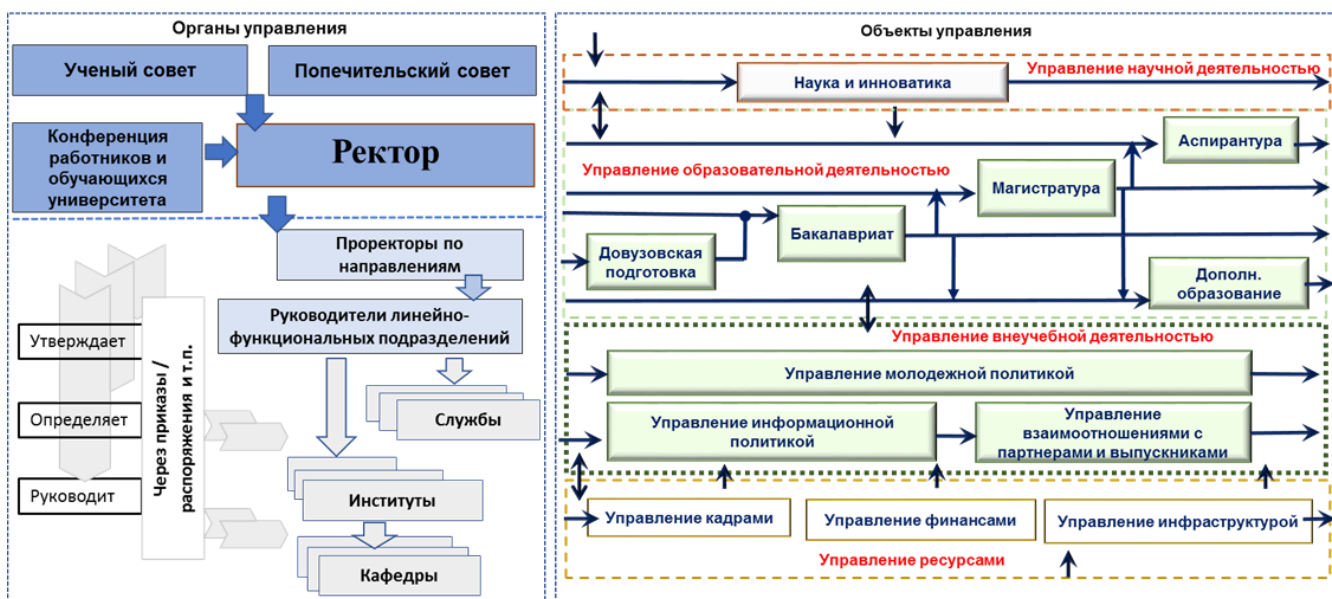 Органы управления
Ученый совет
Попечительский совет
Конференция
работников и
обучающихся
университета
Ректор
Проректоры по
направлениям
Руководители линейно-
функциональных подразделений
Утверждает
Определяет
Руководит
Через приказы /
распоряжения и т.п.
Службы
Институты
Кафедры
Объекты управления
Наука и инноватика
Управление научной деятельностью
Аспирантура
Управление образовательной деятельностью
Магистратура
Бакалавриат
Довузовская
подготовка
Дополн.
образование
Управление внеучебной деятельностью
Управление молодежной политикой
Управление информационной
политикой
Управление
взаимоотношениями с
партнерами и выпускниками
Управление кадрами
Управление финансами
Управление инфраструктурой
Управление ресурсами